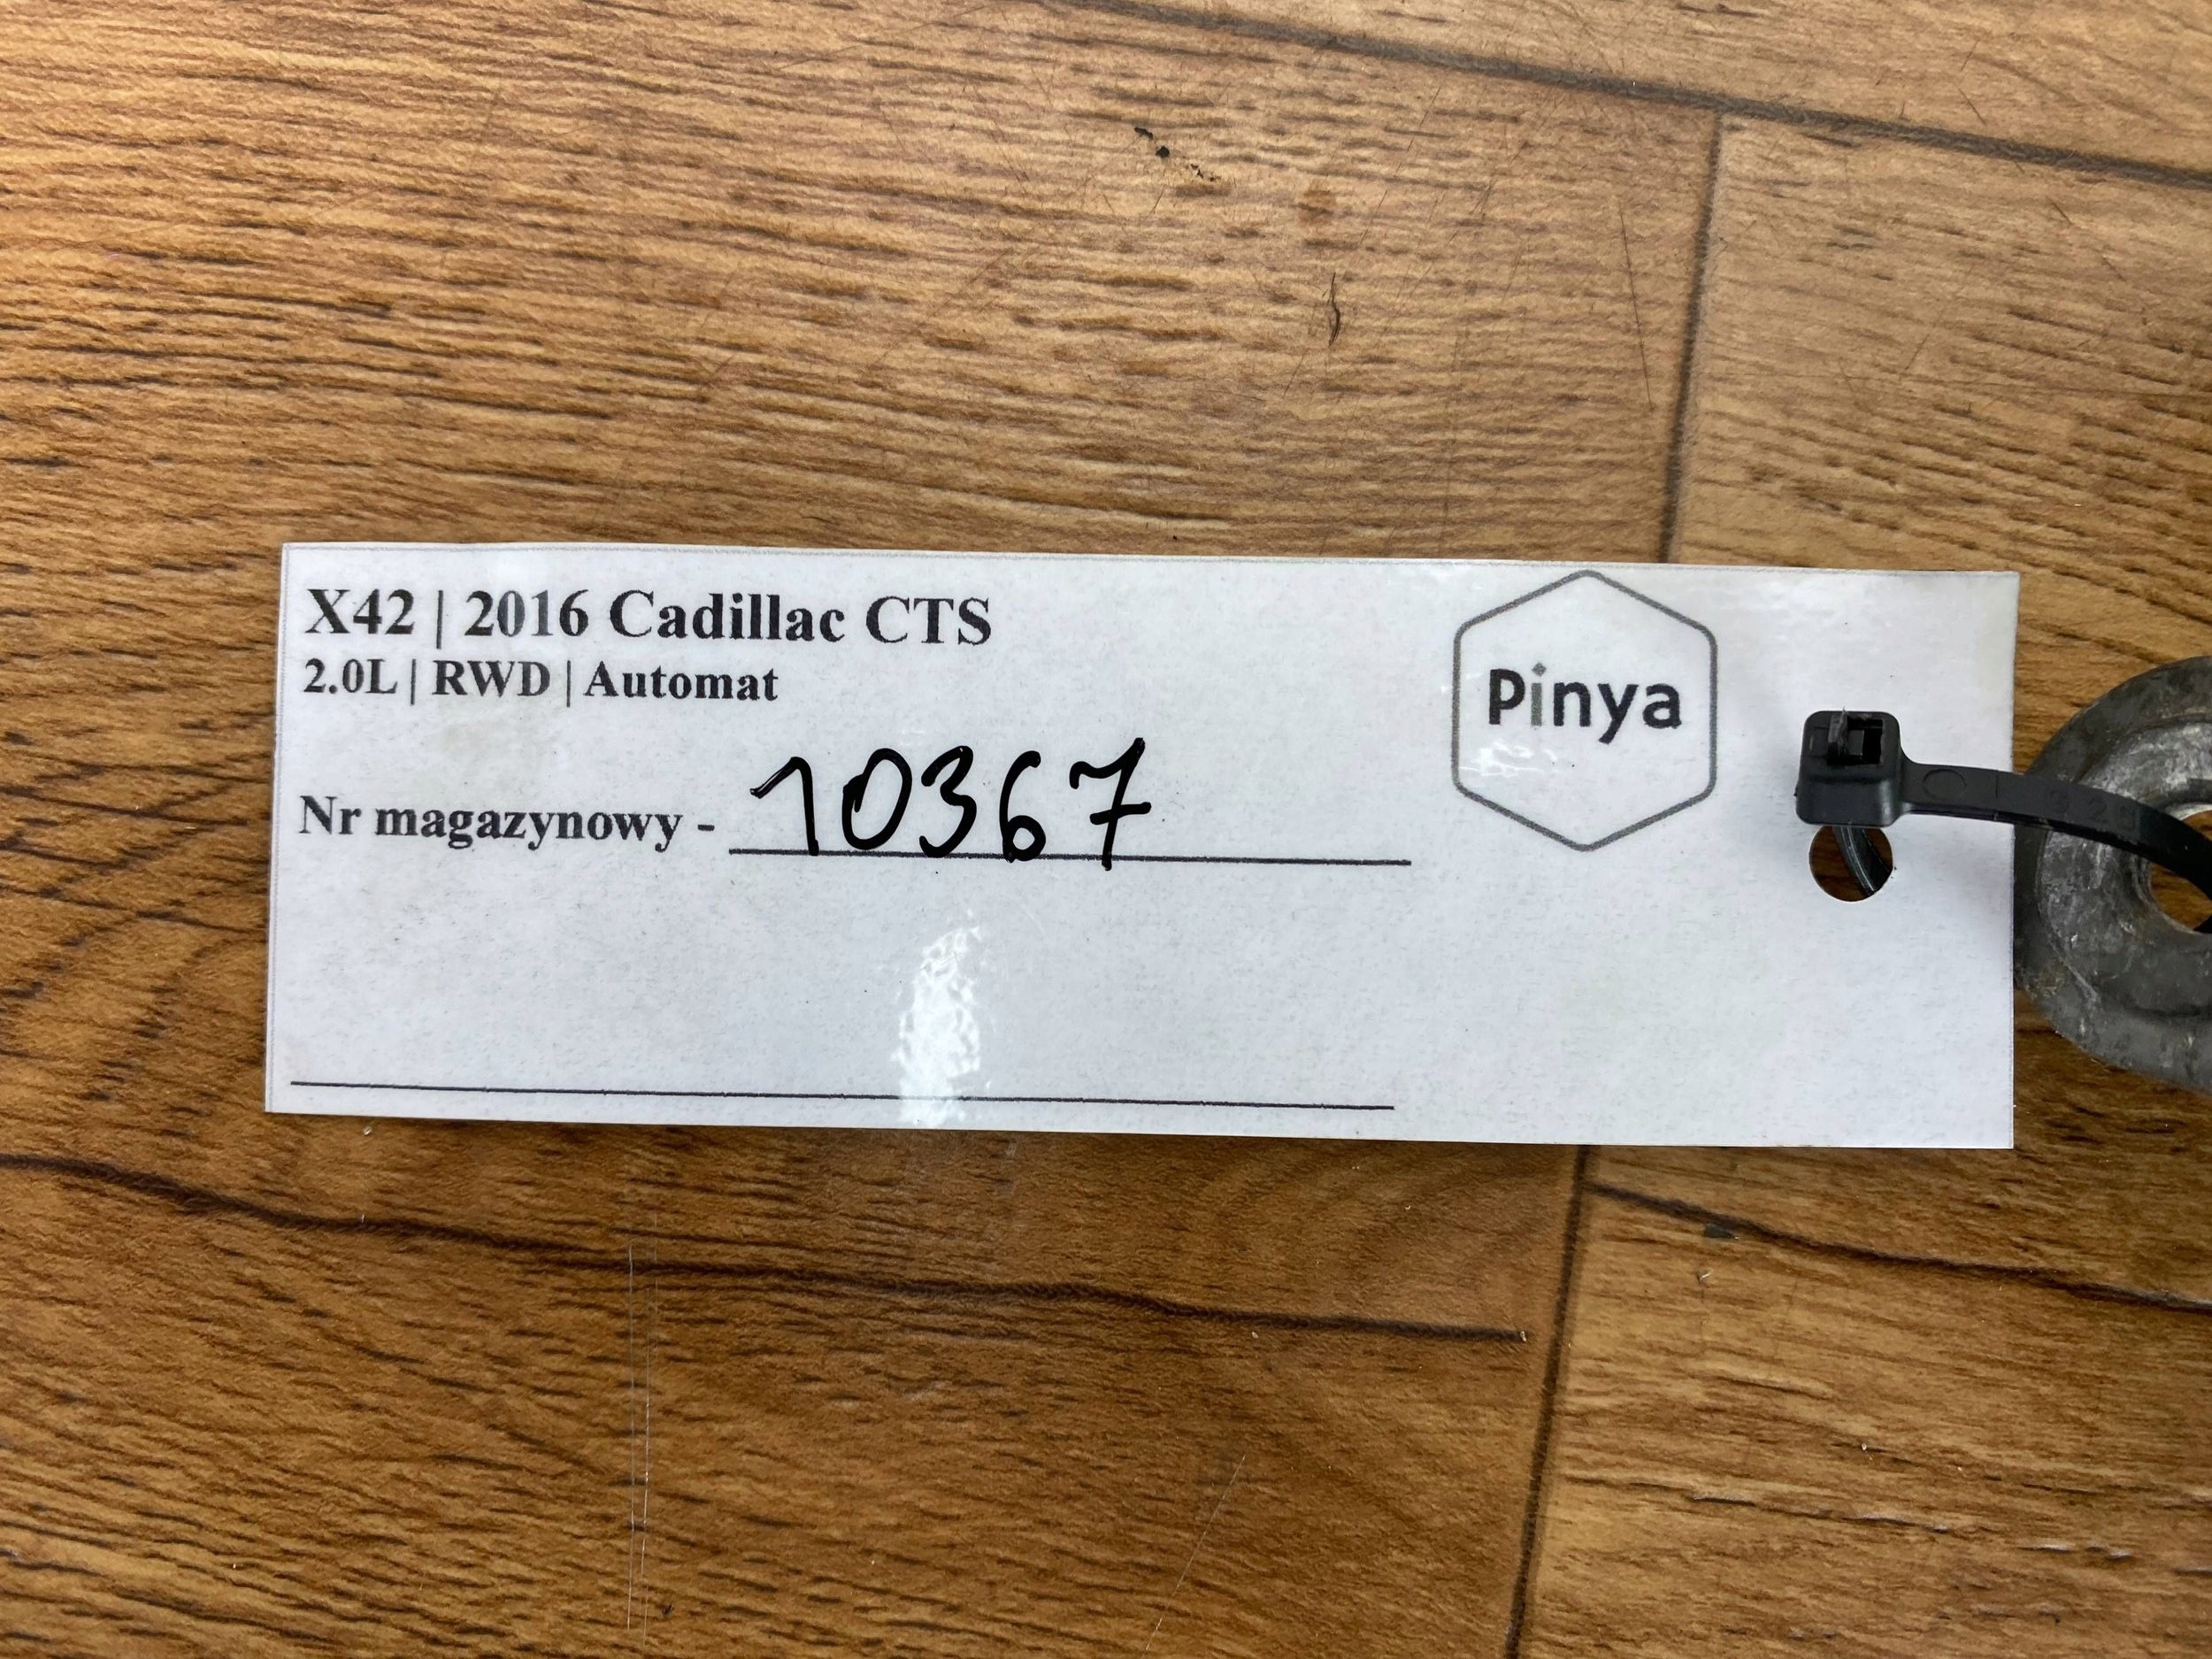 X42 | 2016 Cadillac CTS
2.0L | RWD | Automat
Nr magazynowy - 10367
Pinya